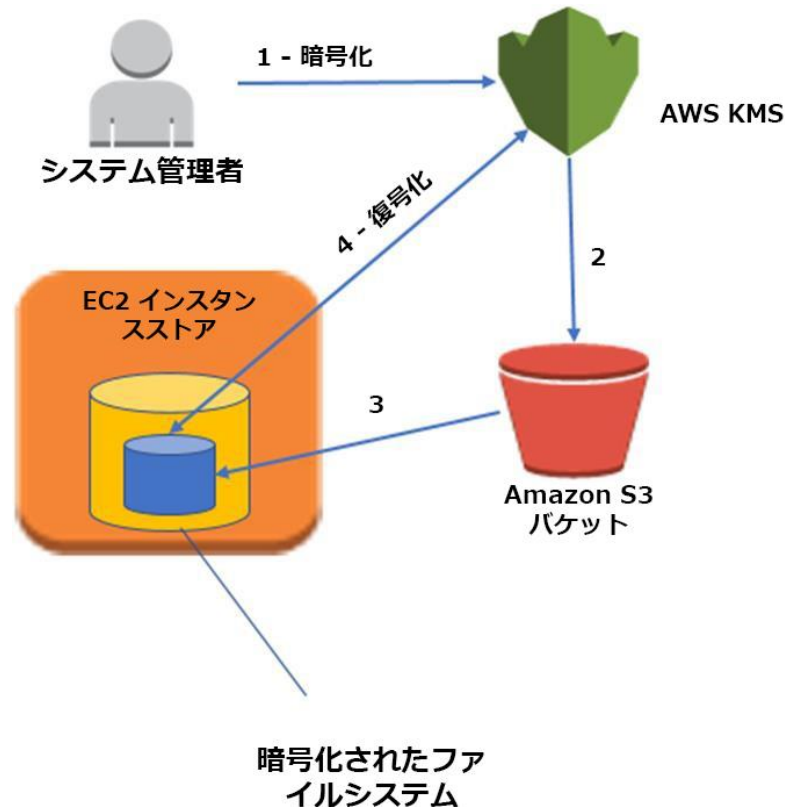 1 - 暗号化
AWS KMS
システム管理者
4 - 復号化
2
EC2 インスタン
スストア
3
Amazon S3
バケット
暗号化されたファ
イルシステム